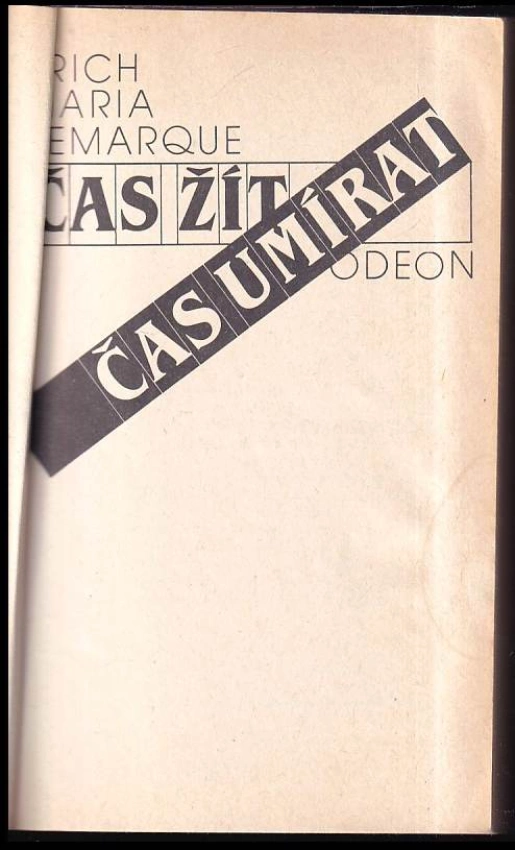 RICH
ARIA
EMARQUE
ČAS ŽÍT
ČAS UMÍRAT
ODEON